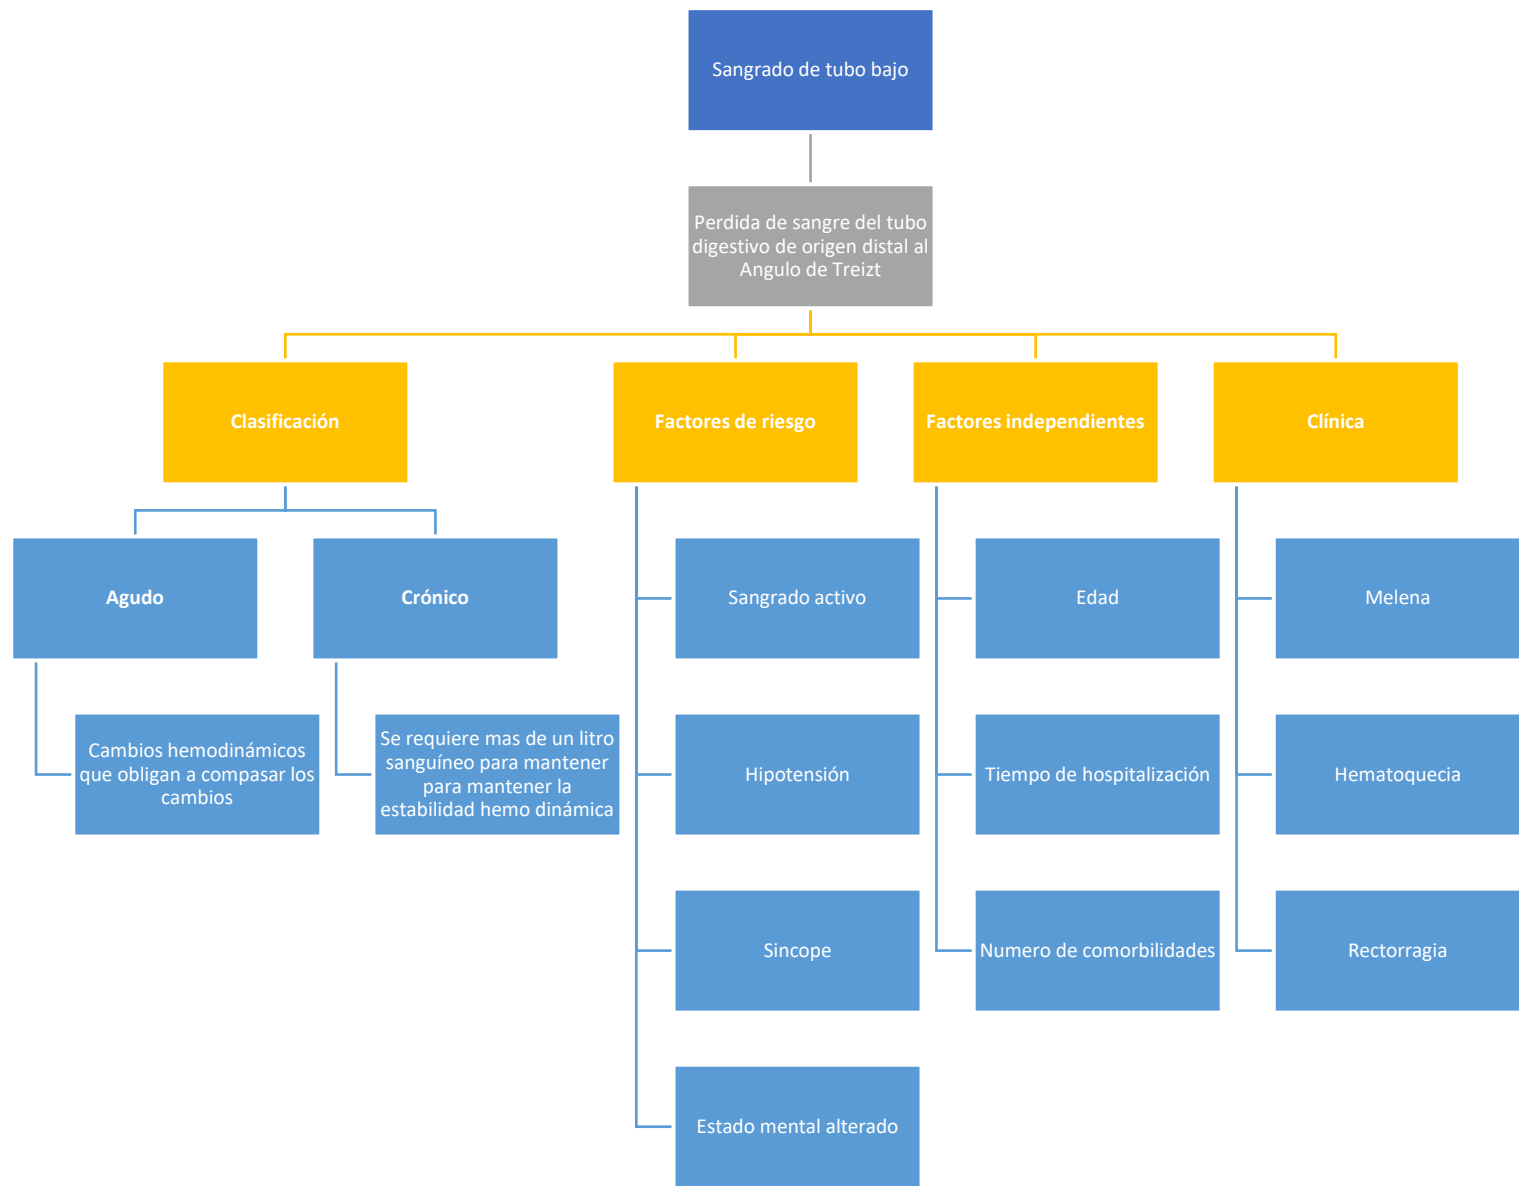 Sangrado de tubo bajo
Perdida de sangre del tubo
digestivo de origen distal al
Angulo de Treizt
Clasificación
Factores de riesgo
Factores independientes
Clínica
Agudo
Crónico
Sangrado activo
Edad
Melena
Cambios hemodinámicos
que obligan a compasar los
cambios
Se requiere mas de un litro
sanguíneo para mantener
para mantener la
estabilidad hemo dinámica
Hipotensión
Tiempo de hospitalización
Hematoquecia
Sincope
Numero de comorbilidades
Rectorragia
Estado mental alterado